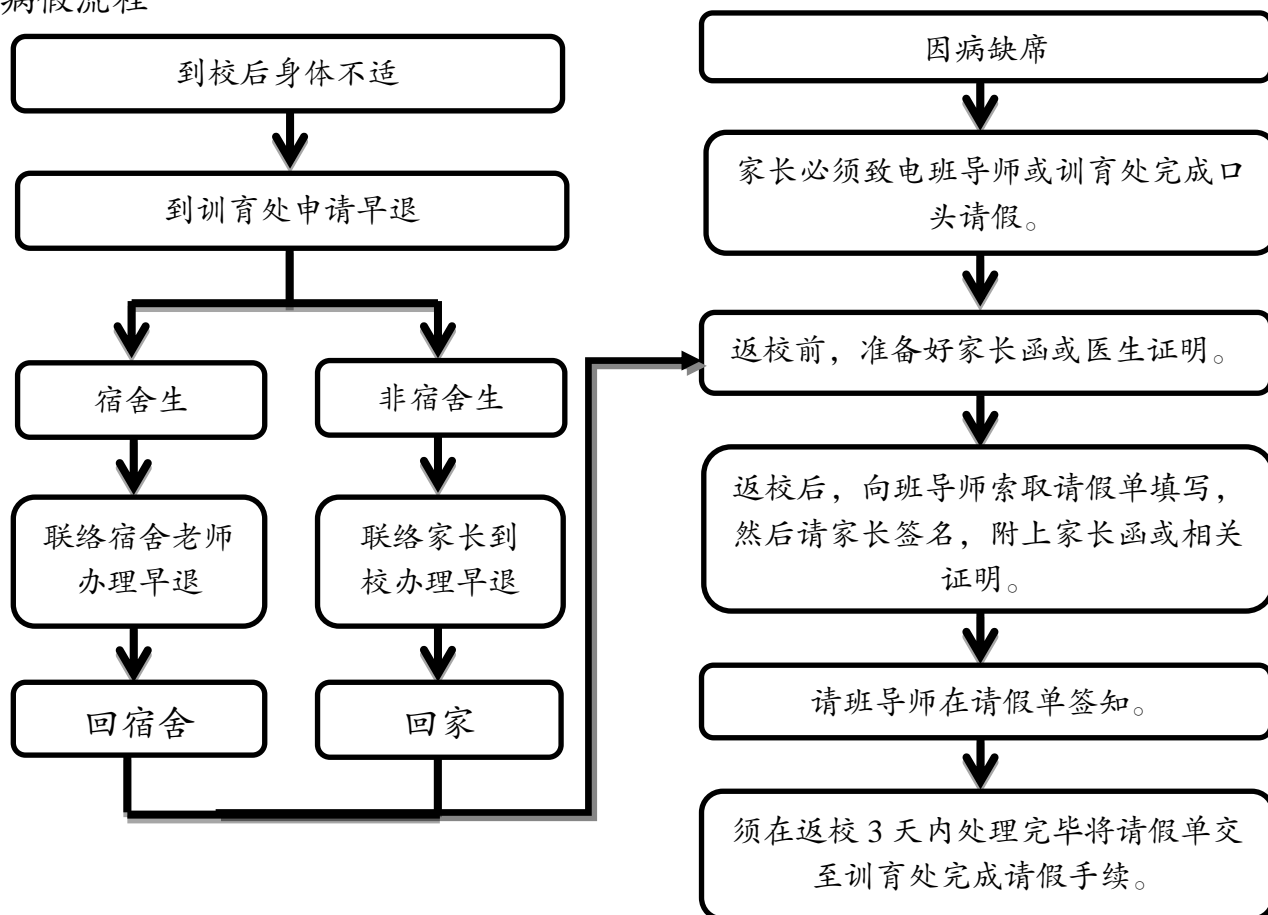 病假流程
到校后身体不适
到训育处申请早退
宿舍生
非宿舍生
联络宿舍老师
办理早退
联络家长到
校办理早退
回宿舍
回家
因病缺席
家长必须致电班导师或训育处完成口
头请假。
返校前，准备好家长函或医生证明。
返校后，向班导师索取请假单填写，
然后请家长签名，附上家长函或相关
证明。
请班导师在请假单签知。
须在返校 3 天内处理完毕将请假单交
至训育处完成请假手续。